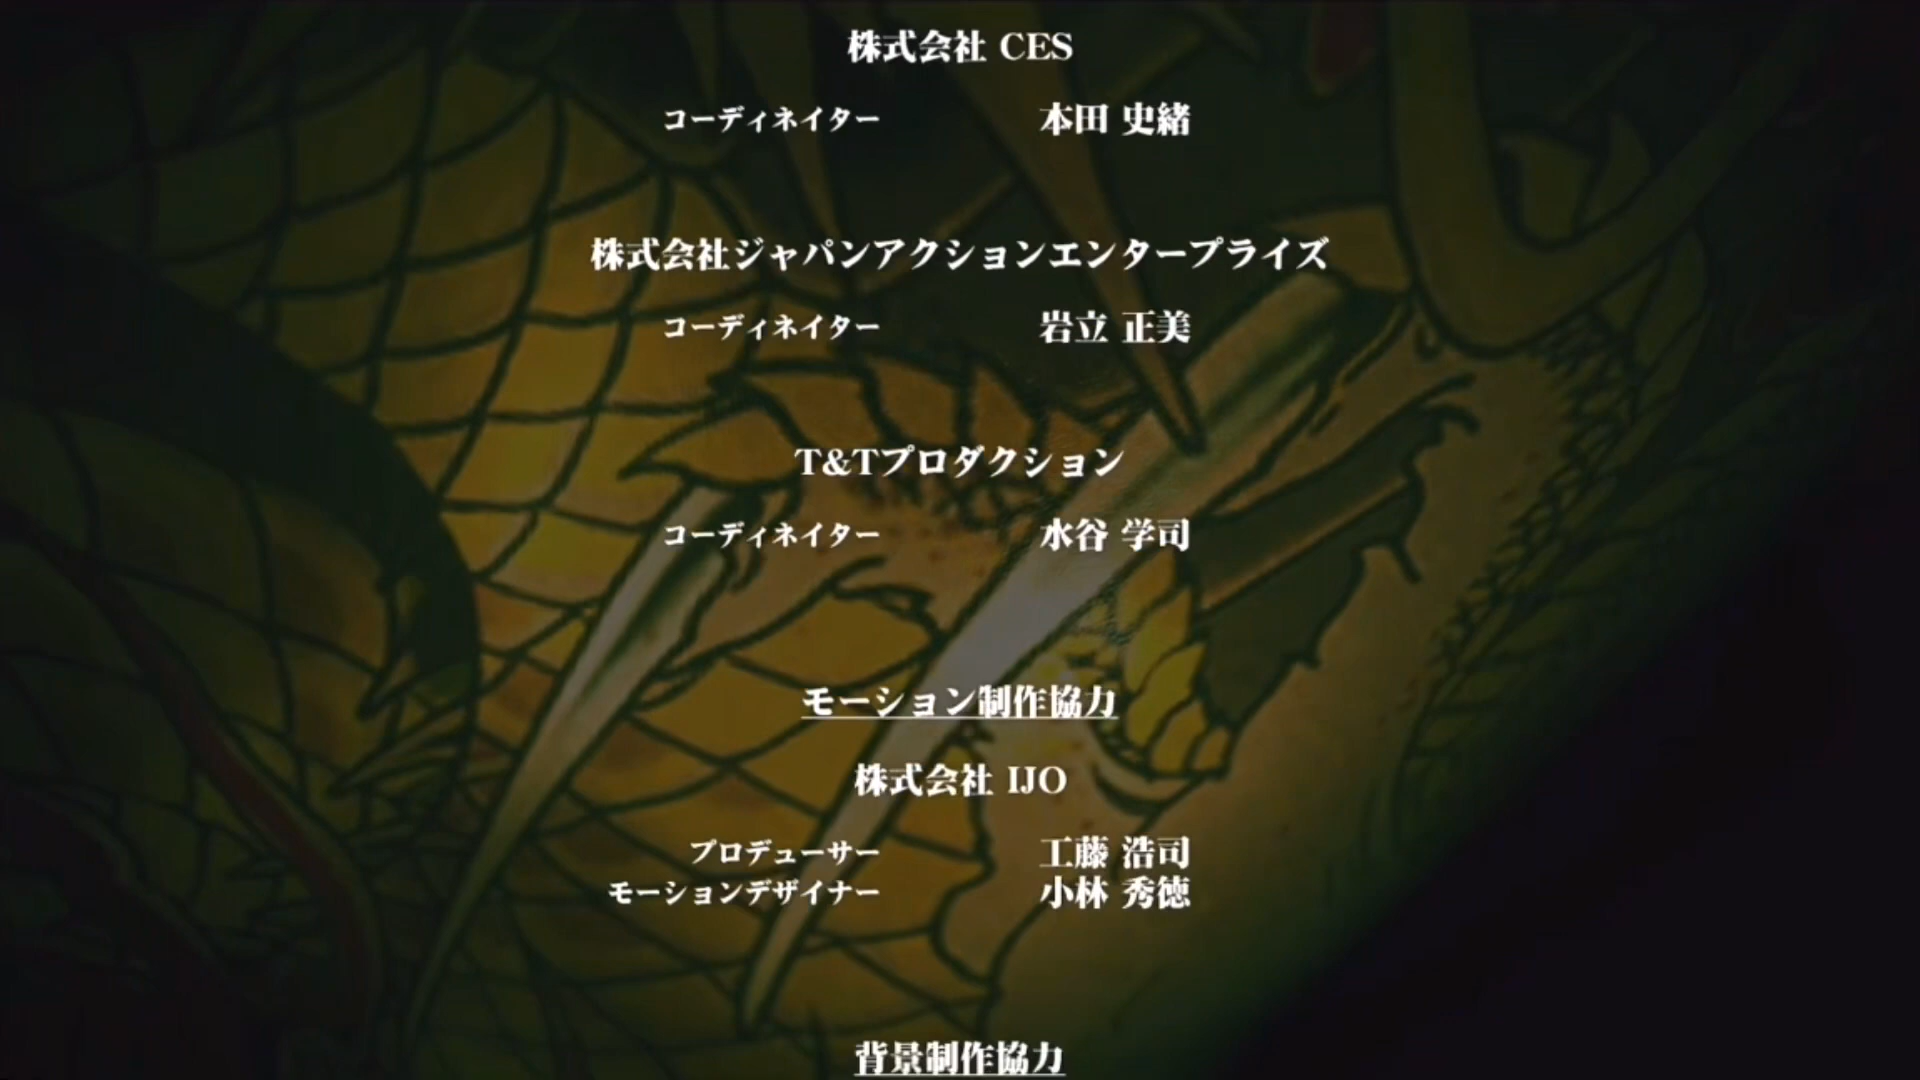 株式会社 CES
コーディネイター 本田 史緒
株式会社ジャパンアクションエンタープライズ
コーディネイター 岩立 正美
T&Tプロダクション
コーディネイター 水谷 学司
モーション制作協力
株式会社 IJO
プロデューサー 工藤 浩司
モーションデザイナー 小林 秀徳
背景制作協力